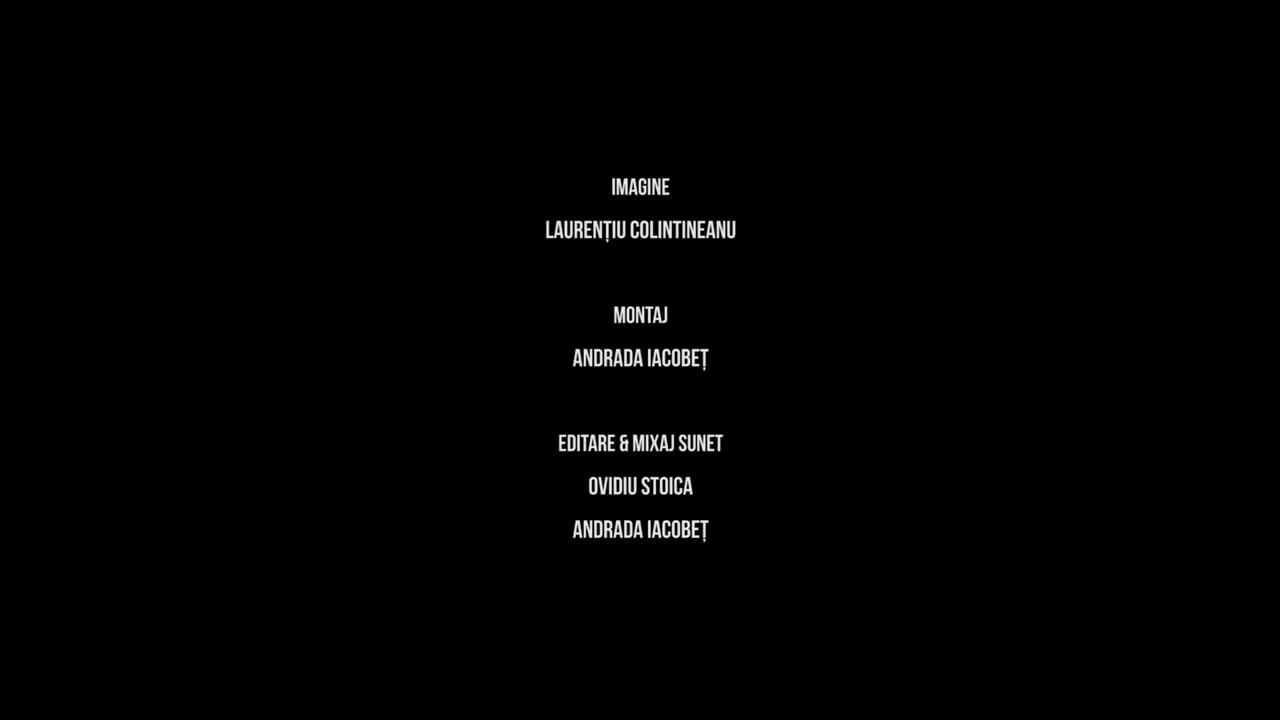 IMAGINE
LAURENȚIU COLINTINEANU
MONTAJ
ANDRADA IACOBEȚ
EDITARE & MIXAJ SUNET
OVIDIU STOICA
ANDRADA IACOBEȚ